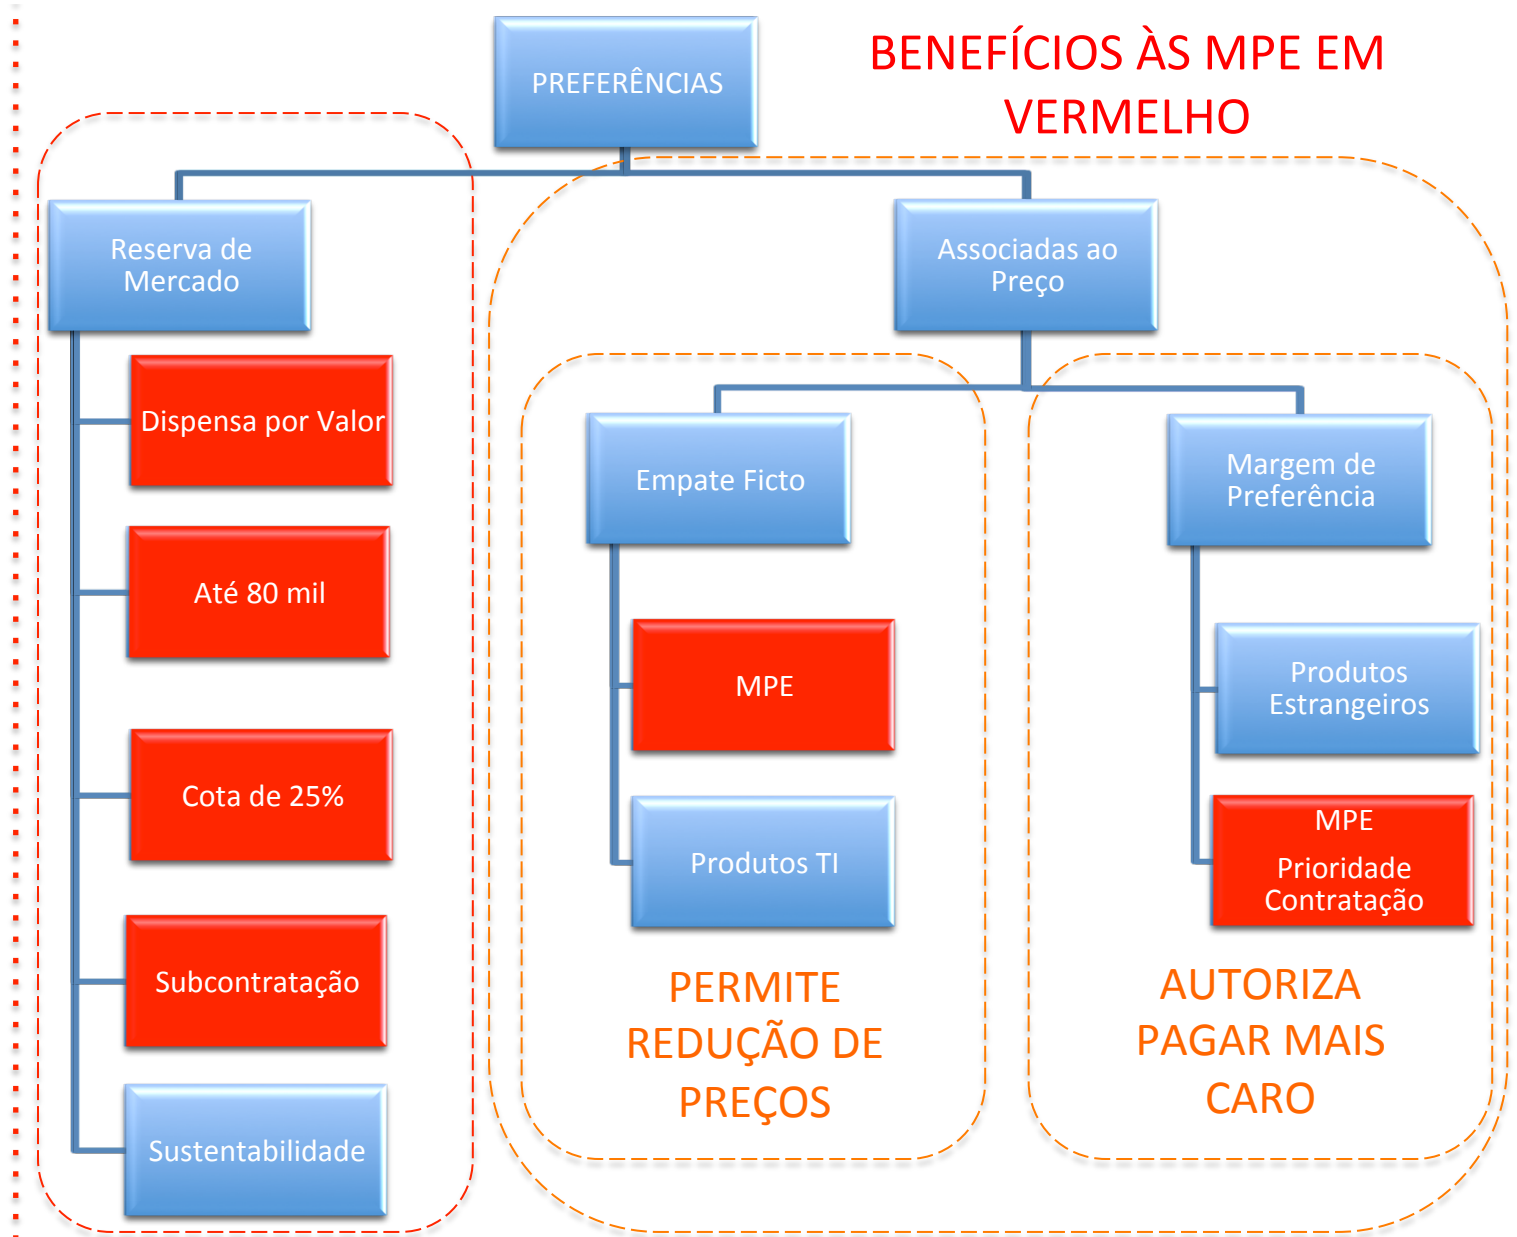 BENEFÍCIOS ÀS MPE EM
VERMELHO
PREFERÊNCIAS
Reserva de
Mercado
Dispensa por Valor
Até 80 mil
Cota de 25%
Subcontratação
Sustentabilidade
Associadas ao
Preço
Empate Ficto
MPE
Produtos TI
PERMITE
REDUÇÃO DE
PREÇOS
Margem de
Preferência
Produtos
Estrangeiros
MPE
Prioridade
Contratação
AUTORIZA
PAGAR MAIS
CARO